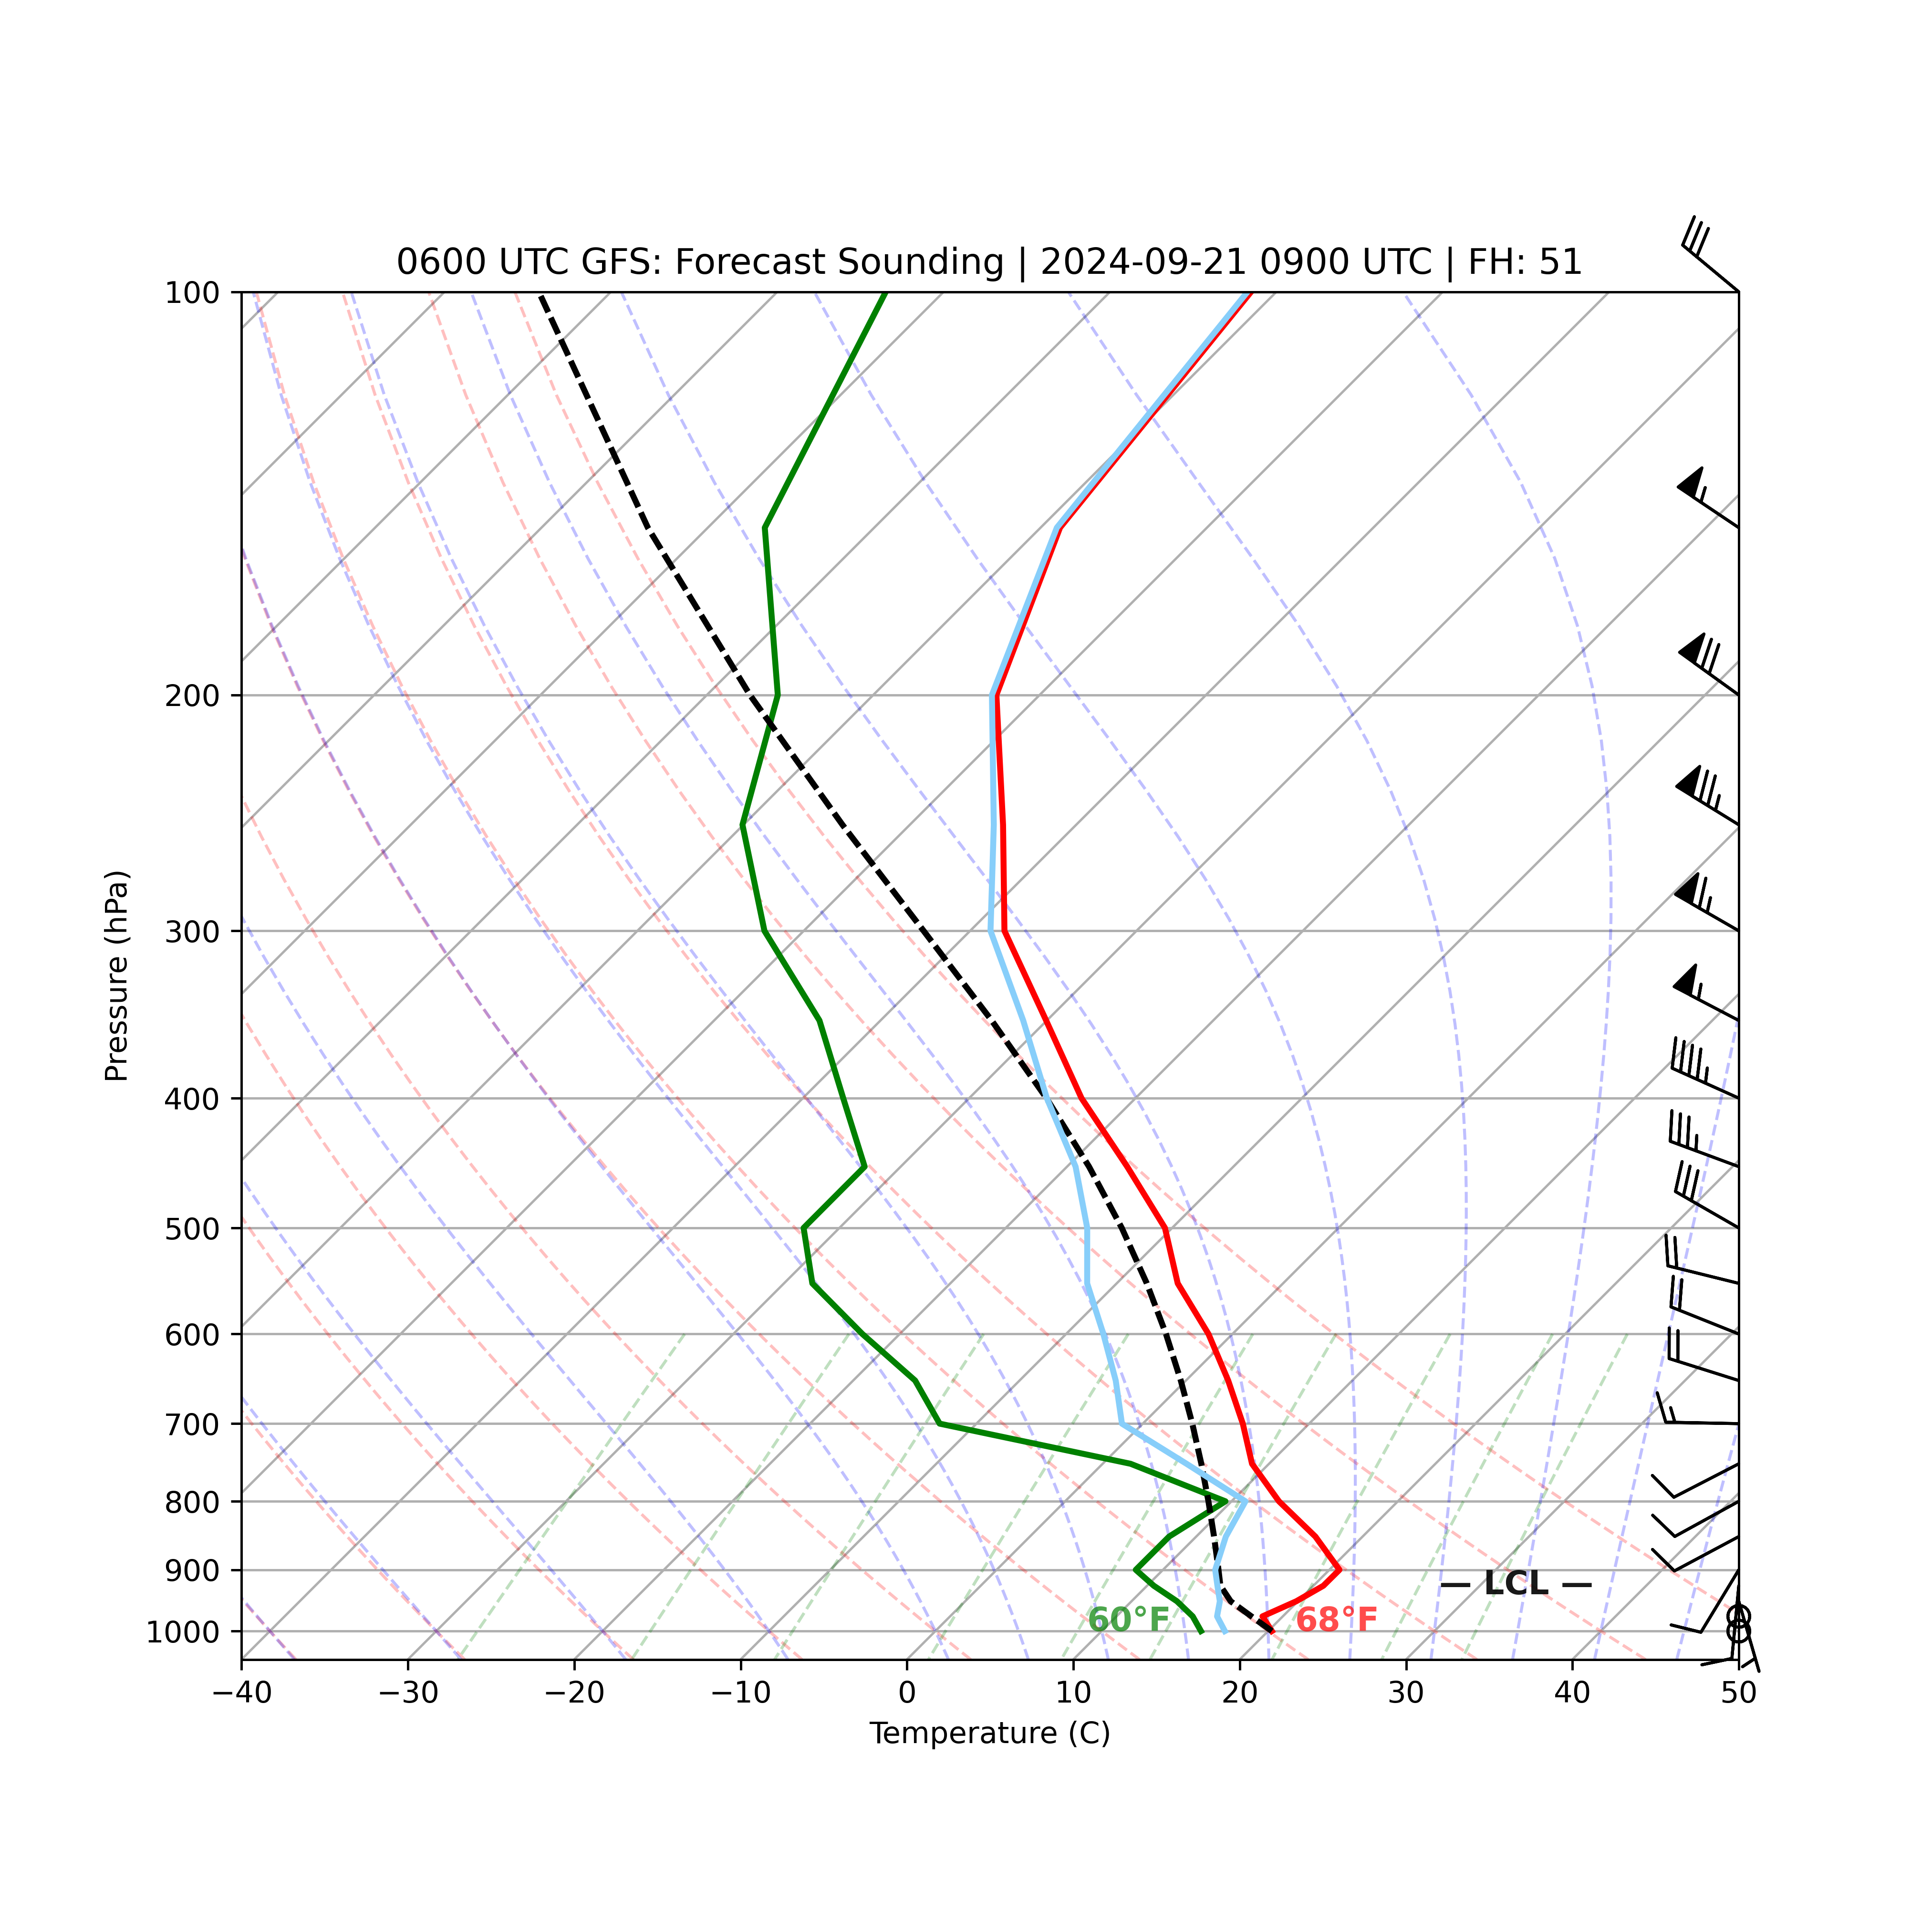 0600 UTC GFS: Forecast Sounding | 2024-09-21 0900 UTC | FH: 51
100
200
300
400
500
600
700
800
900
1000
Pressure (hPa)
— LCL —
60°F
68°F
−40 −30 −20 −10 0 10 20 30 40 50
Temperature (C)